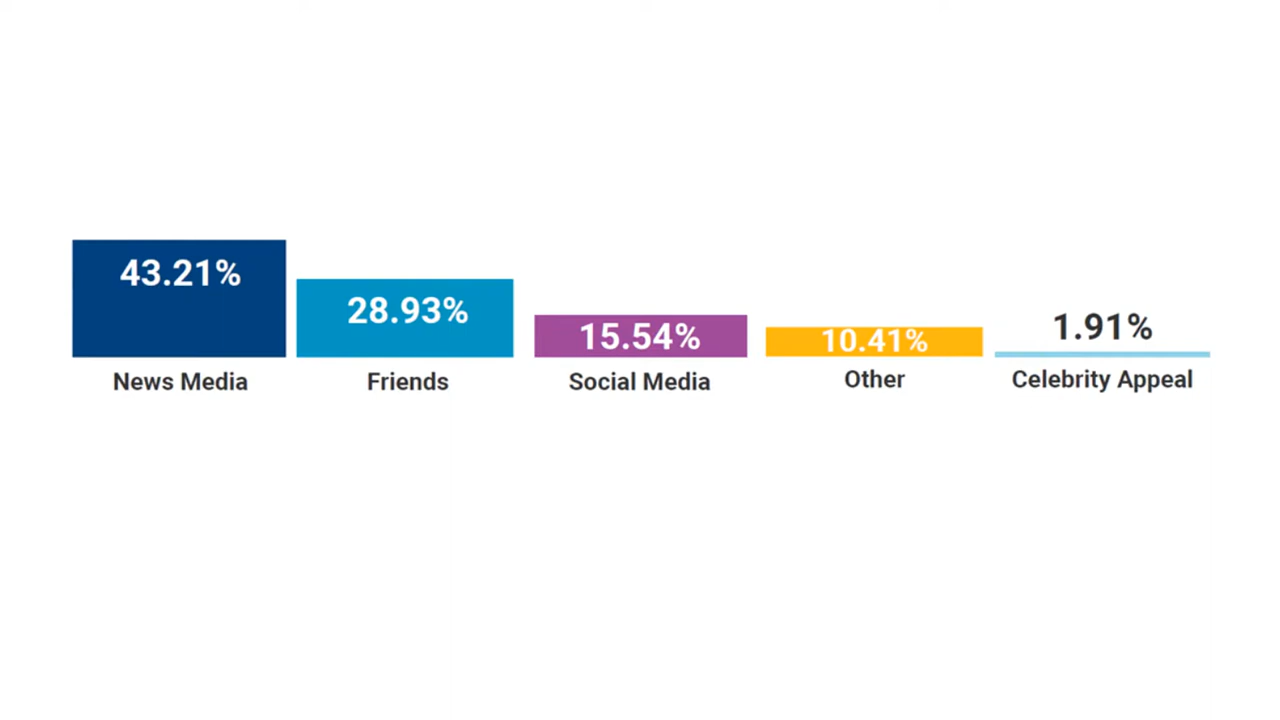 43.21%
28.93%
15.54%
10.41%
1.91%
News Media
Friends
Social Media
Other
Celebrity Appeal